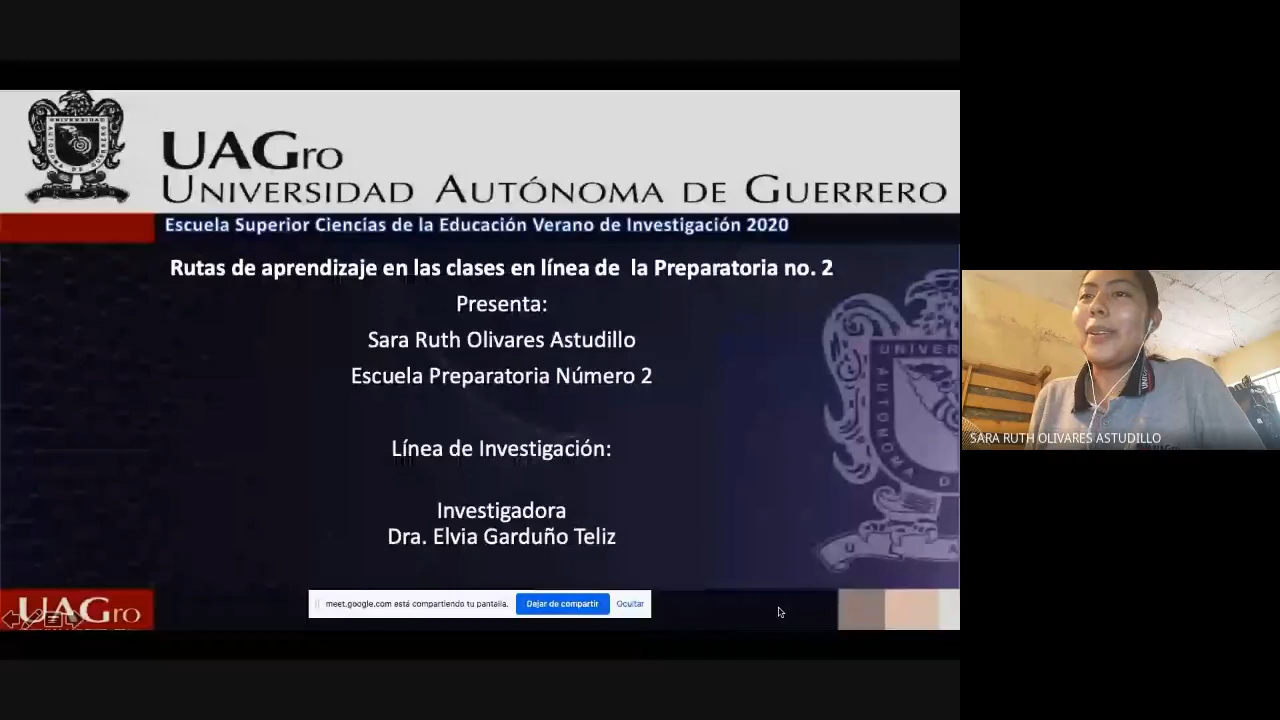 UAGro
UNIVERSIDAD AUTÓNOMA DE GUERRERO
Escuela Superior Ciencias de la Educación Verano de Investigación 2020
Rutas de aprendizaje en las clases en línea de la Preparatoria no. 2
Presenta:
Sara Ruth Olivares Astudillo
Escuela Preparatoria Número 2
Línea de Investigación:
Investigadora
Dra. Elvia Garduño Teliz
UAGro
meet.google.com está compartiendo tu pantalla. Dejar de compartir Ocultar
SARA RUTH OLIVARES ASTUDILLO